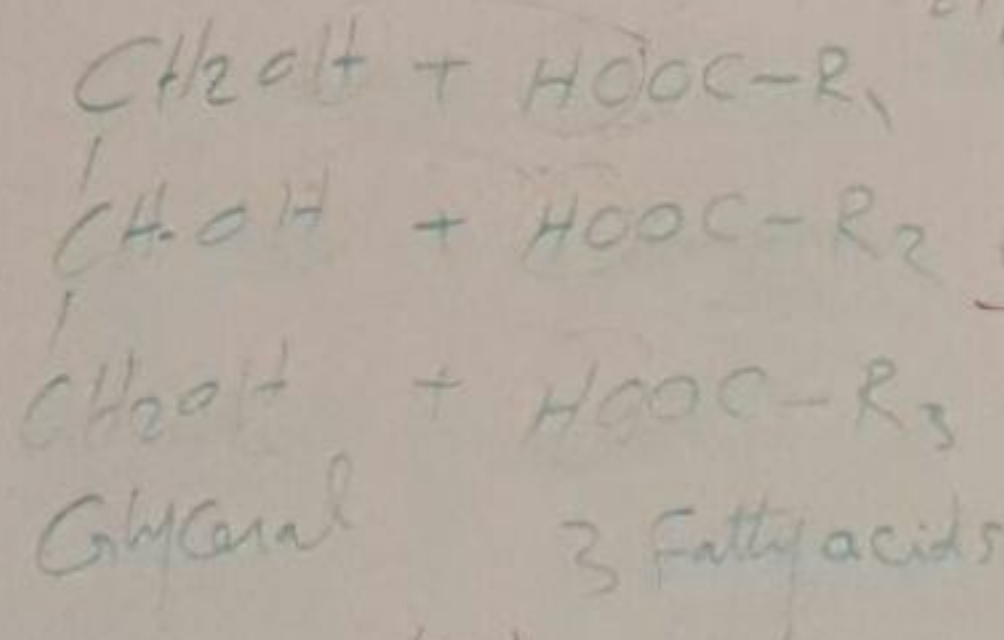 CH2OH + HOOC-R1
CH.OH + HOOC-R2
CH2OH + HOOC-R3
Glyceral 3 Fatty acids